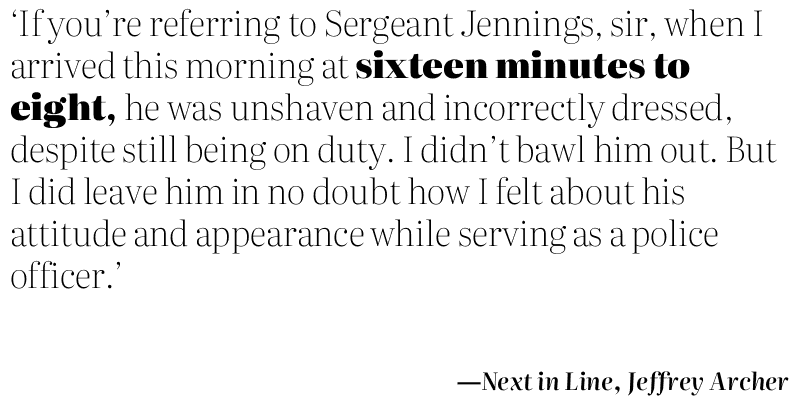 ‘If you’re referring to Sergeant Jennings, sir, when I
arrived this morning at sixteen minutes to
eight, he was unshaven and incorrectly dressed,
despite still being on duty. I didn’t bawl him out. But
I did leave him in no doubt how I felt about his
attitude and appearance while serving as a police
officer.’
—Next in Line, Jeffrey Archer